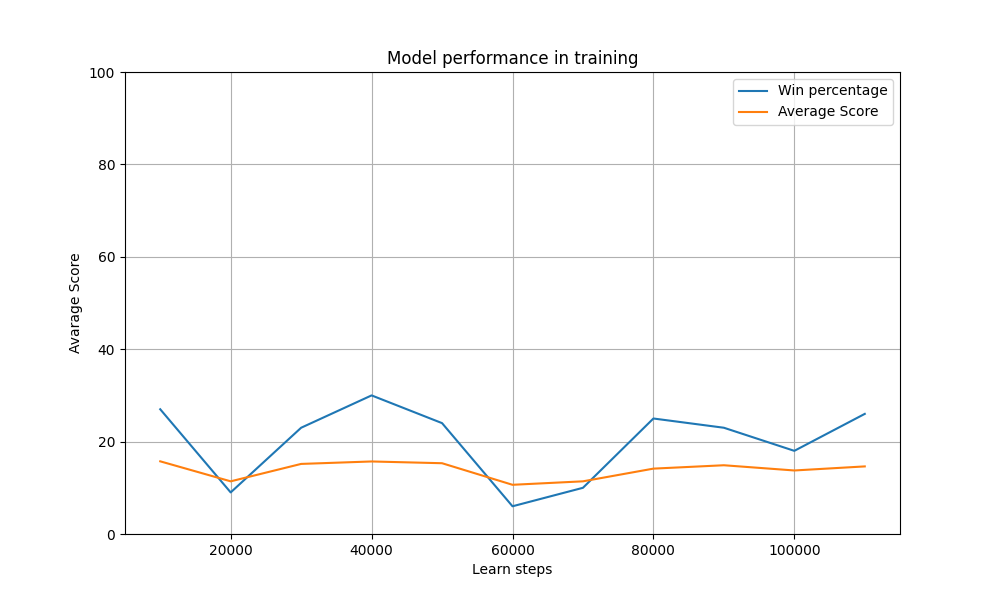 Model performance in training
100
80
60
40
20
0
Avarage Score
Win percentage
Average Score
20000
40000
60000
80000
100000
Learn steps